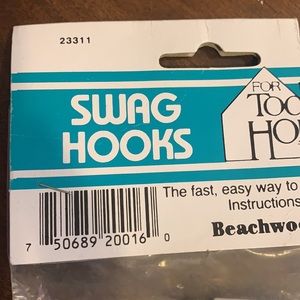 23311
SWAG
HOOKS
FOR
The fast, easy way to
Instructions
7 50689 20016 0